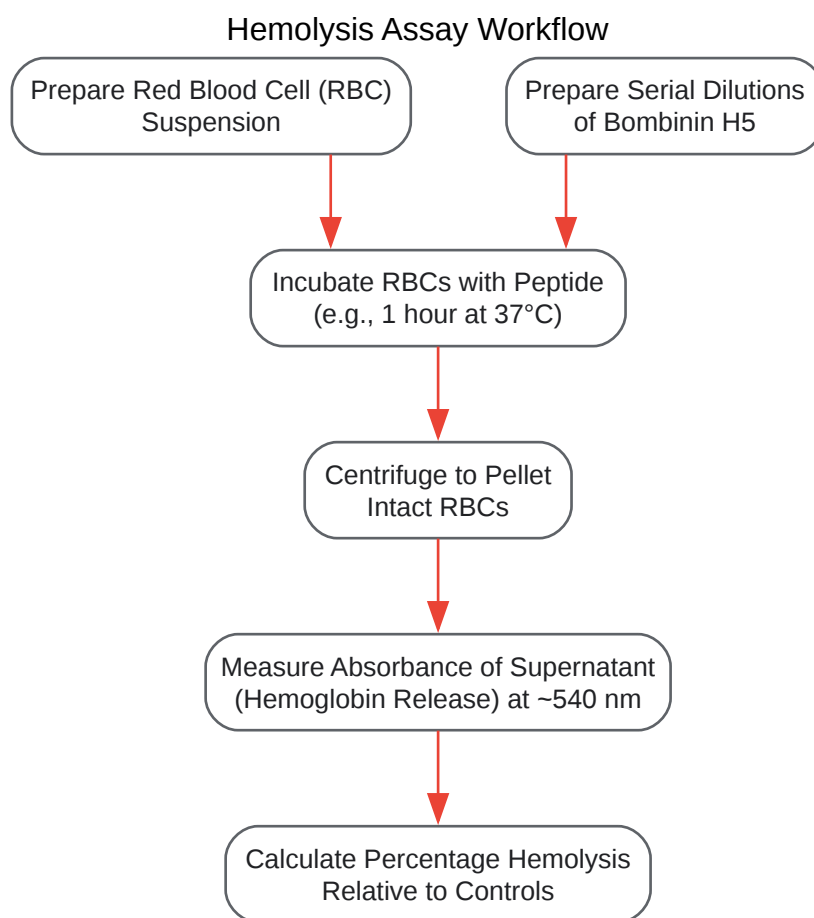 Hemolysis Assay Workflow
Prepare Red Blood Cell (RBC)
Suspension
Prepare Serial Dilutions
of Bombinin H5
Incubate RBCs with Peptide
(e.g., 1 hour at 37°C)
Centrifuge to Pellet
Intact RBCs
Measure Absorbance of Supernatant
(Hemoglobin Release) at ~540 nm
Calculate Percentage Hemolysis
Relative to Controls